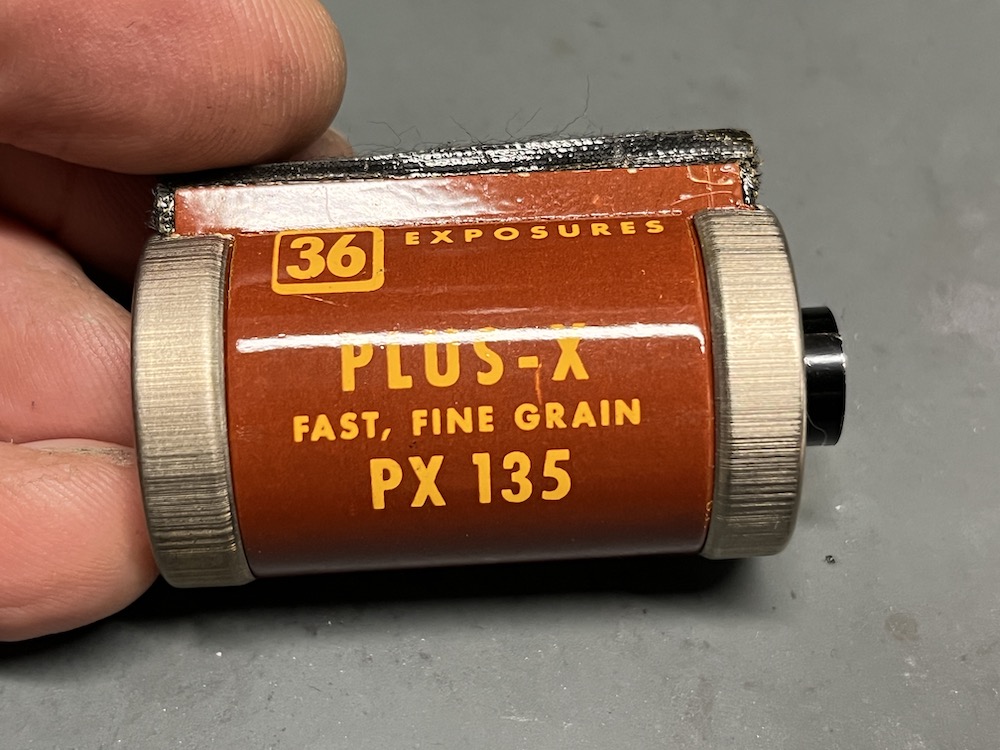 36 EXPOSURES
PLUS-X
FAST, FINE GRAIN
PX 135